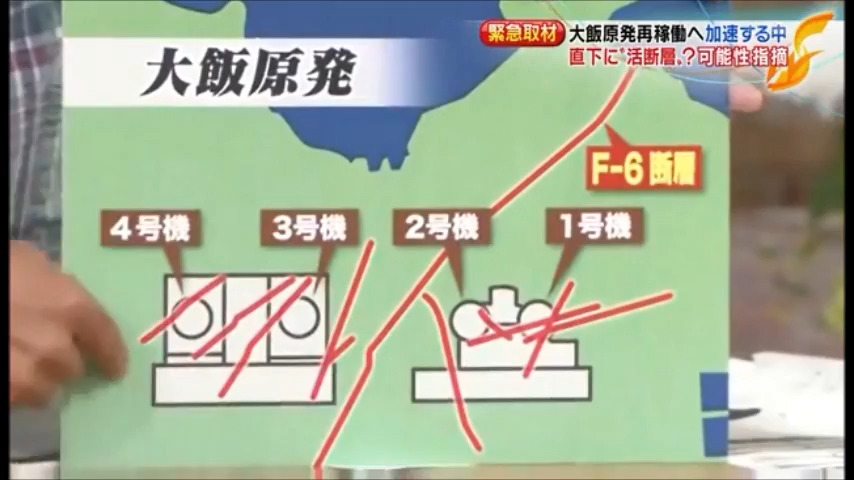 緊急取材
大飯原発再稼働へ加速する中
直下に"活断層"?可能性指摘
大飯原発
F-6断層
4号機
3号機
2号機
1号機